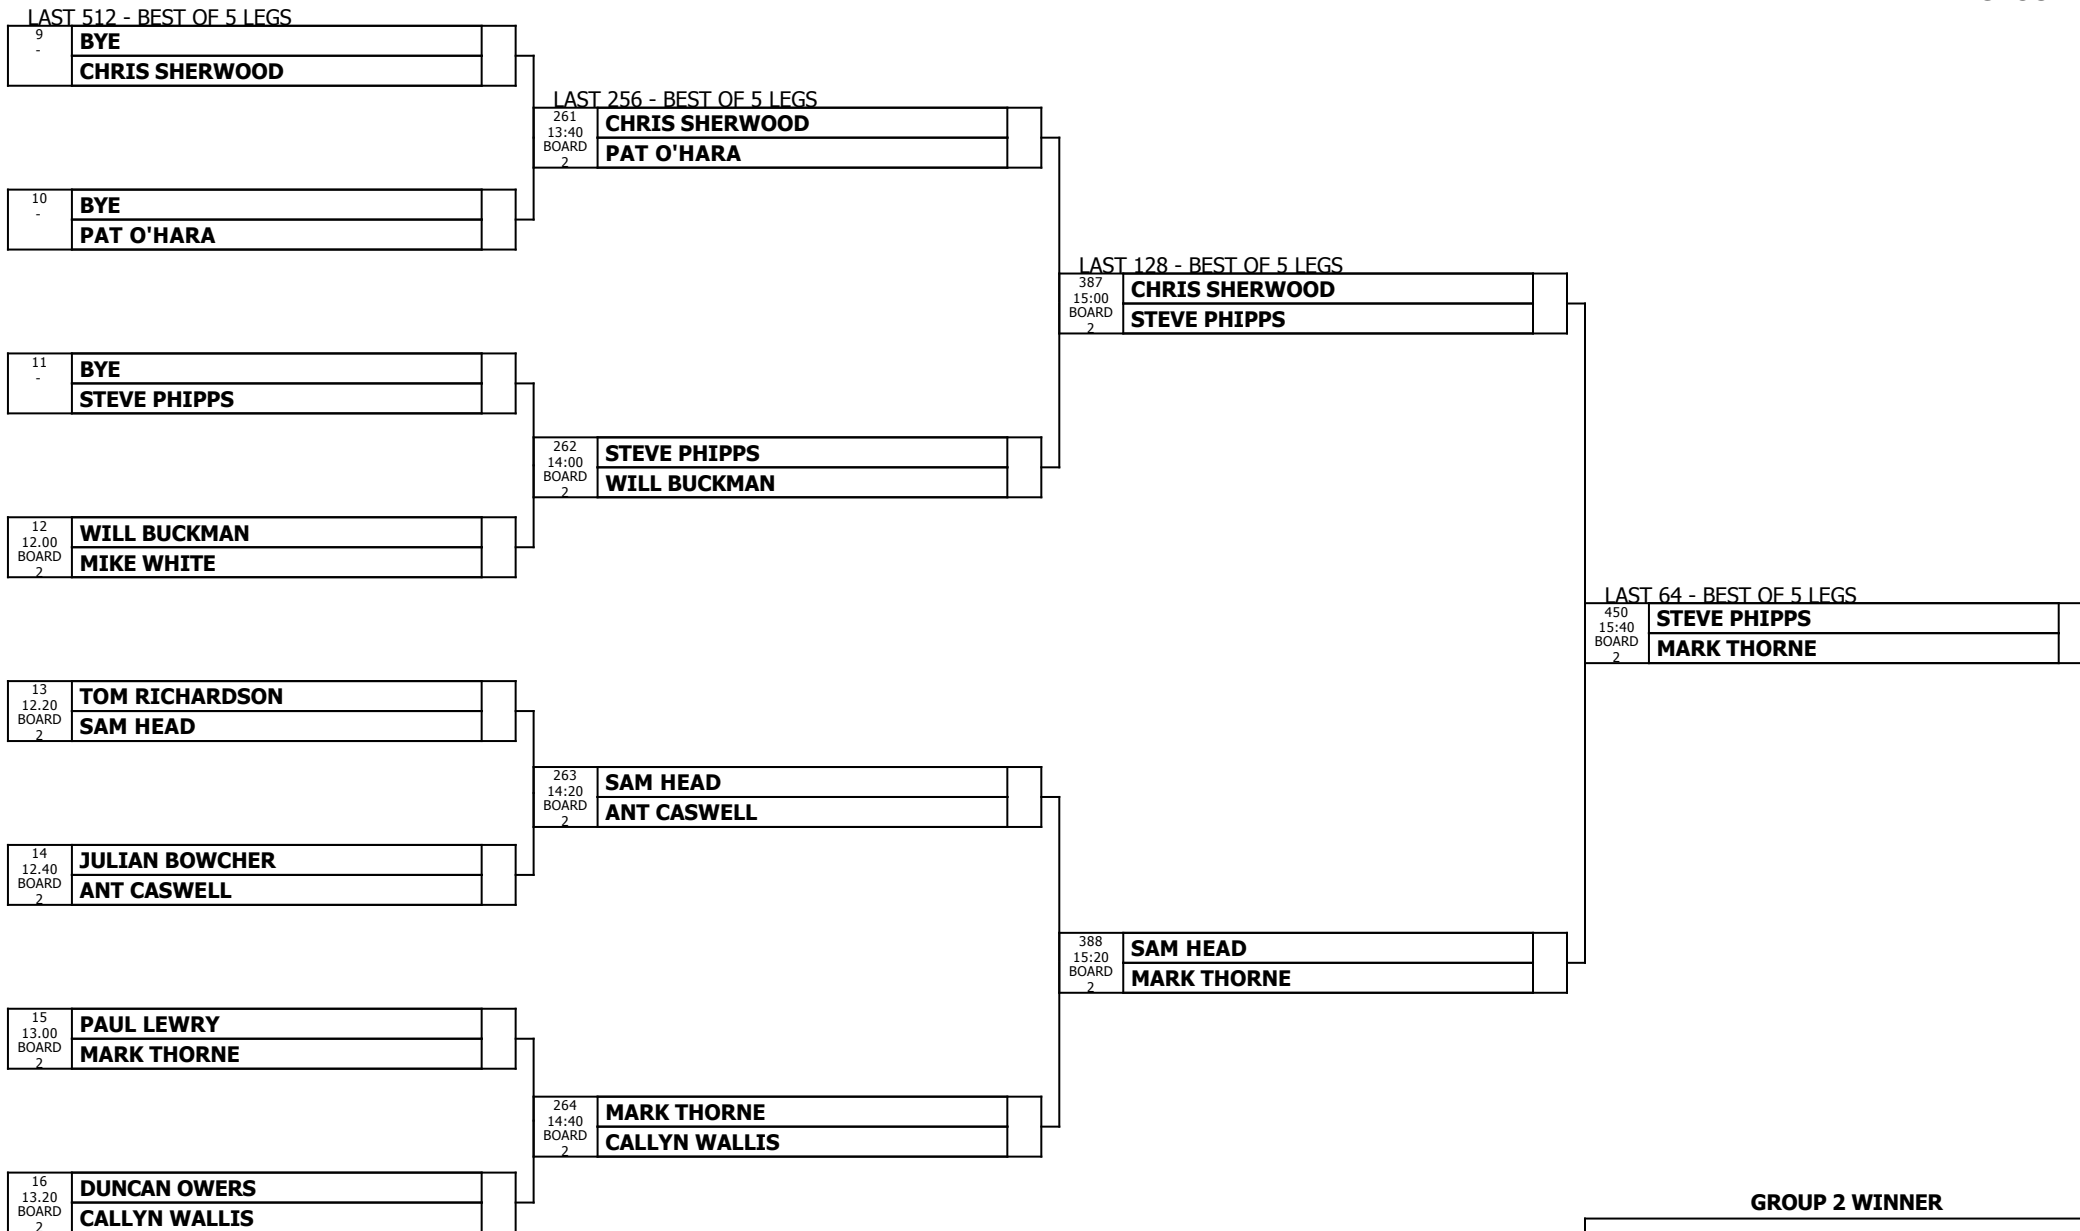 LAST 512 - BEST OF 5 LEGS
9
-
BYE
CHRIS SHERWOOD
10
-
BYE
PAT O'HARA
11
-
BYE
STEVE PHIPPS
12
12.00
BOARD
2
WILL BUCKMAN
MIKE WHITE
13
12.20
BOARD
2
TOM RICHARDSON
SAM HEAD
14
12.40
BOARD
2
JULIAN BOWCHER
ANT CASWELL
15
13.00
BOARD
2
PAUL LEWRY
MARK THORNE
16
13.20
BOARD
2
DUNCAN OWERS
CALLYN WALLIS
LAST 256 - BEST OF 5 LEGS
261
13:40
BOARD
2
CHRIS SHERWOOD
PAT O'HARA
262
14:00
BOARD
2
STEVE PHIPPS
WILL BUCKMAN
263
14:20
BOARD
2
SAM HEAD
ANT CASWELL
264
14:40
BOARD
2
MARK THORNE
CALLYN WALLIS
LAST 128 - BEST OF 5 LEGS
387
15:00
BOARD
2
CHRIS SHERWOOD
STEVE PHIPPS
388
15:20
BOARD
2
SAM HEAD
MARK THORNE
LAST 64 - BEST OF 5 LEGS
450
15:40
BOARD
2
STEVE PHIPPS
MARK THORNE
GROUP 2 WINNER